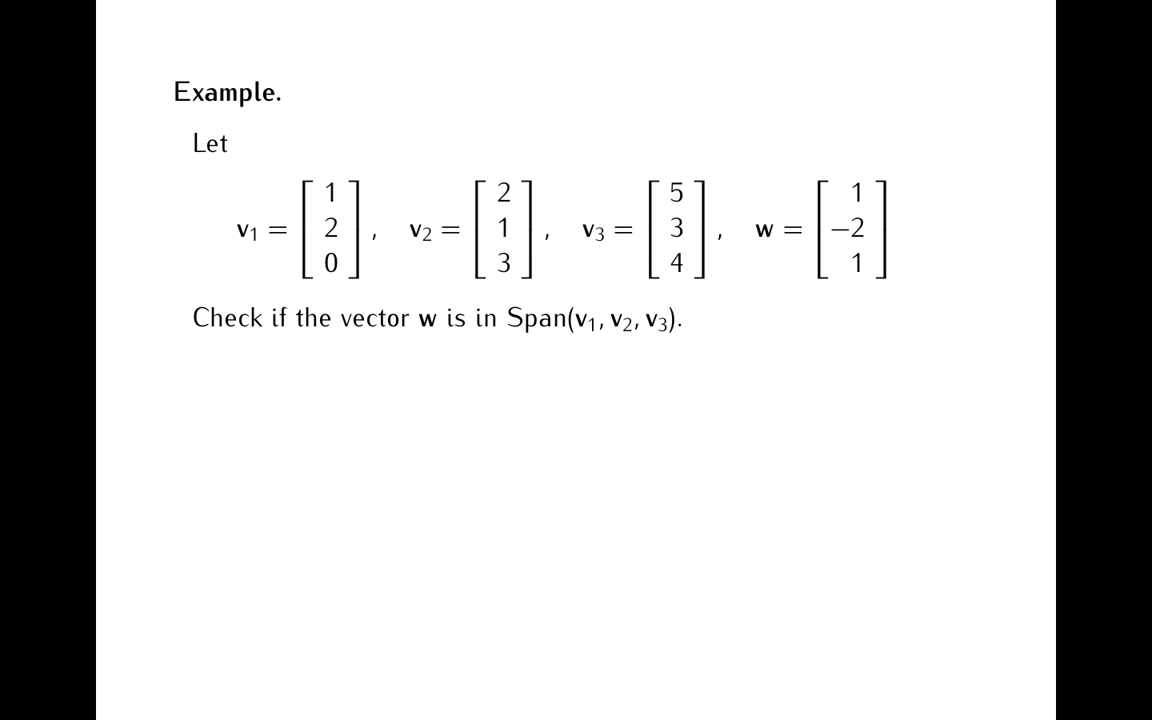 Example.
Let
v₁ = [1 2 0], v₂ = [2 1 3], v₃ = [5 3 4], w = [1 −2 1]
Check if the vector w is in Span(v₁, v₂, v₃).